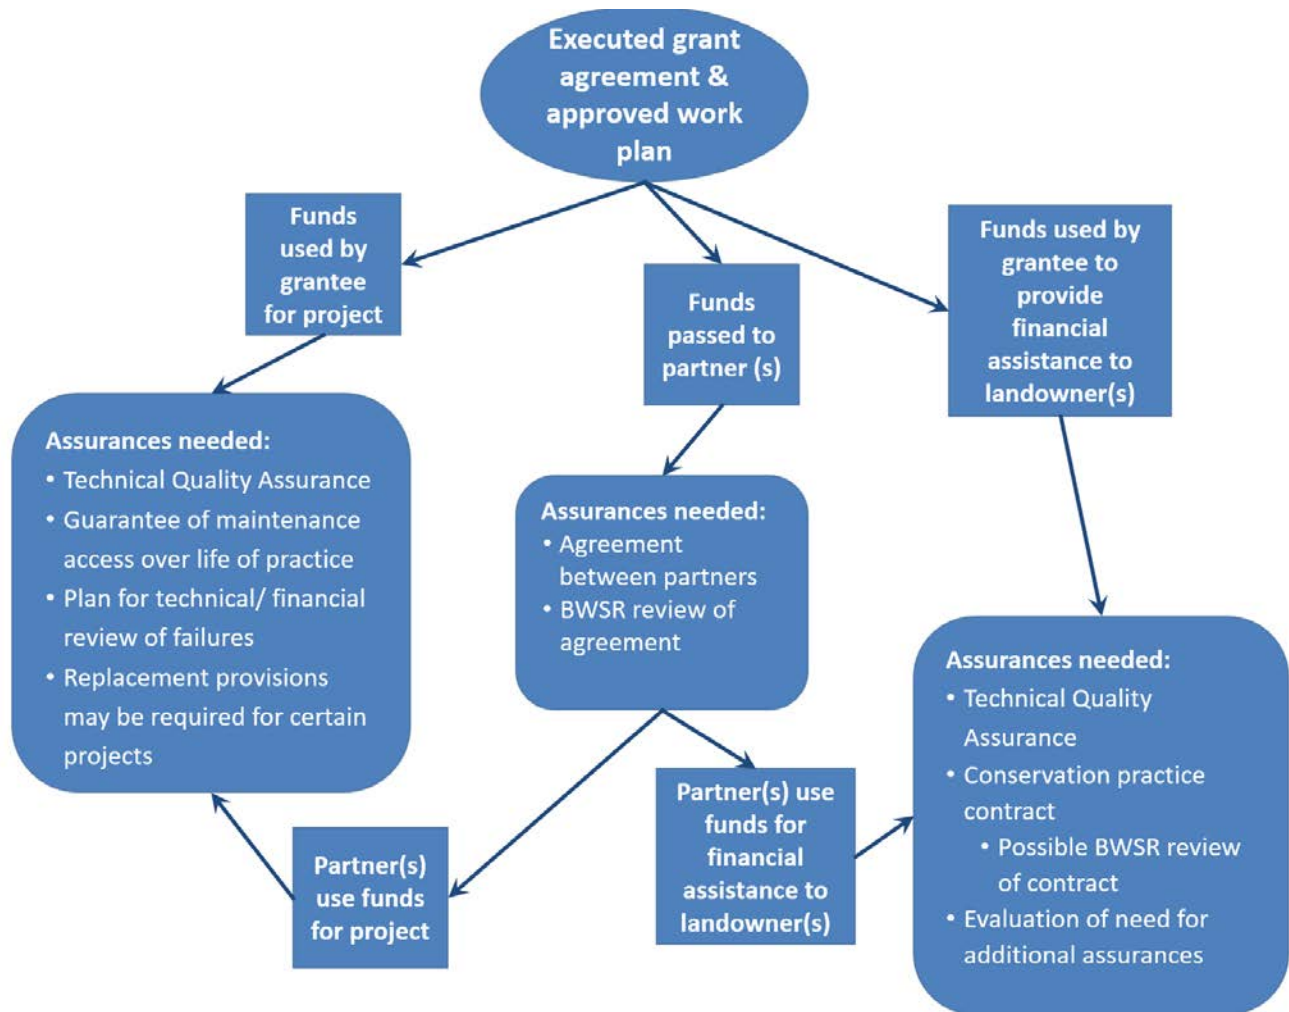 Executed grant
agreement &
approved work
plan
Funds
used by
grantee
for project
Funds
passed to
partner (s)
Funds used by
grantee to
provide
financial
assistance to
landowner(s)
Assurances needed:
• Technical Quality Assurance
• Guarantee of maintenance
access over life of practice
• Plan for technical/ financial
review of failures
• Replacement provisions
may be required for certain
projects
Assurances needed:
• Agreement
between partners
• BWSR review of
agreement
Assurances needed:
• Technical Quality
Assurance
• Conservation practice
contract
• Possible BWSR review
of contract
• Evaluation of need for
additional assurances
Partner(s)
use funds
for project
Partner(s) use
funds for
financial
assistance to
landowner(s)